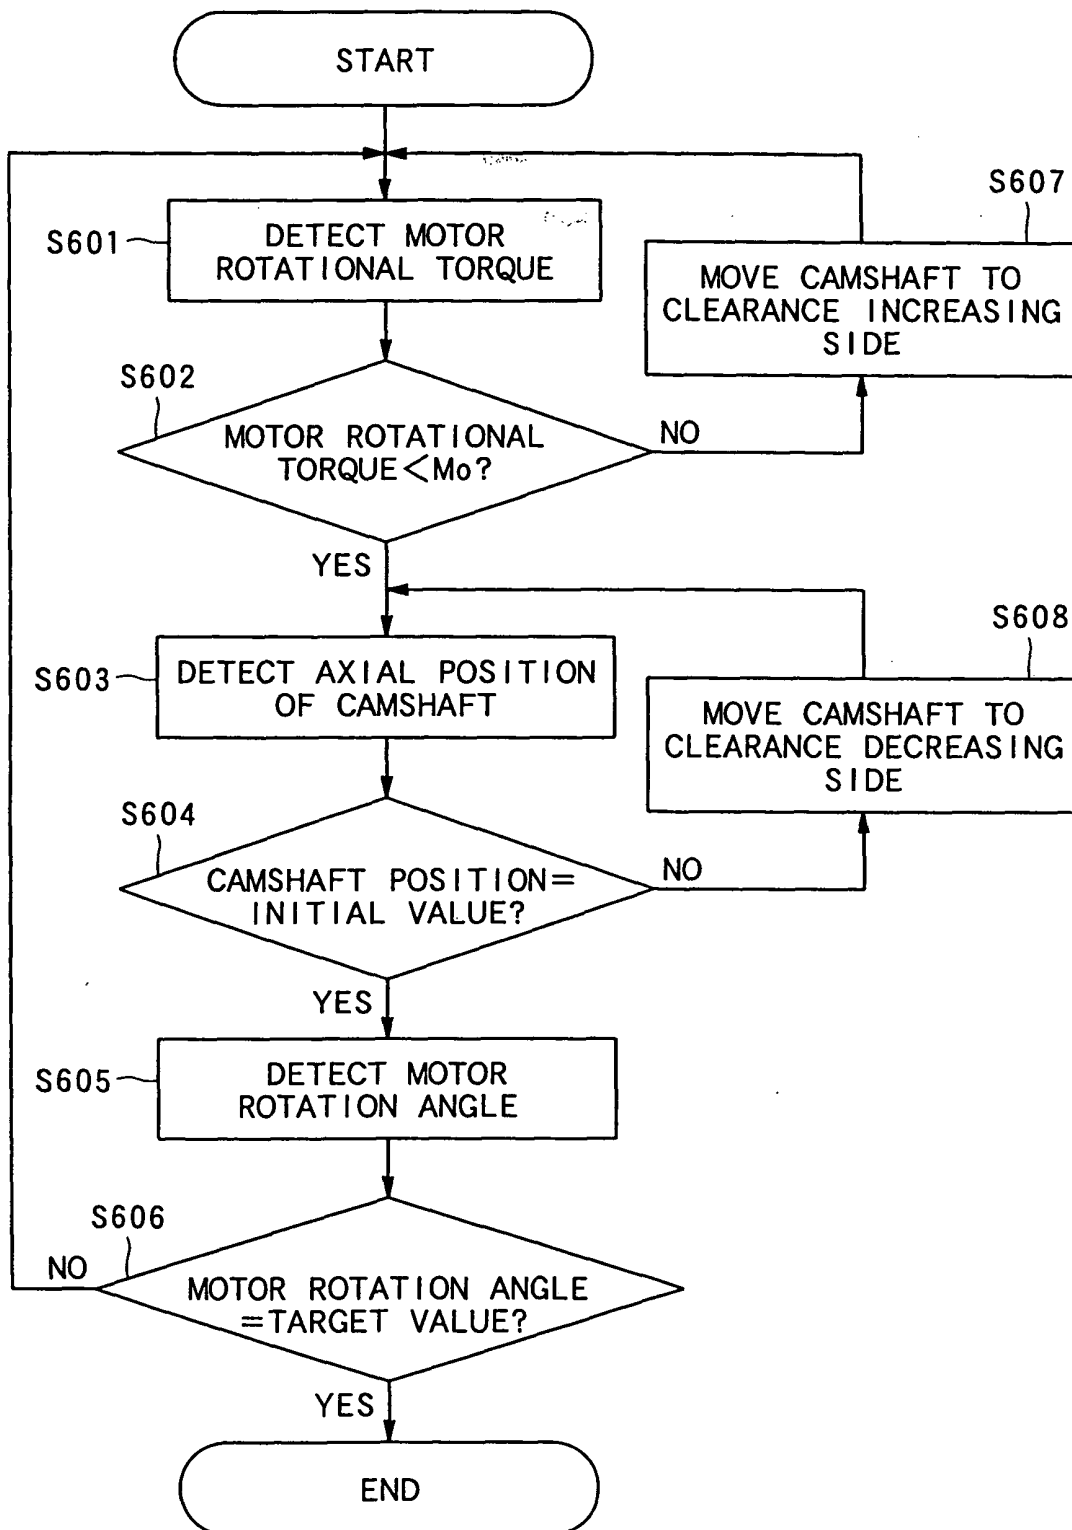 START
S601
DETECT MOTOR
ROTATIONAL TORQUE
S607
MOVE CAMSHAFT TO
CLEARANCE INCREASING
SIDE
S602
MOTOR ROTATIONAL
TORQUE<Mo?
NO
YES
S603
DETECT AXIAL POSITION
OF CAMSHAFT
S608
MOVE CAMSHAFT TO
CLEARANCE DECREASING
SIDE
S604
CAMSHAFT POSITION=
INITIAL VALUE?
NO
YES
S605
DETECT MOTOR
ROTATION ANGLE
S606
NO
MOTOR ROTATION ANGLE
=TARGET VALUE?
YES
END